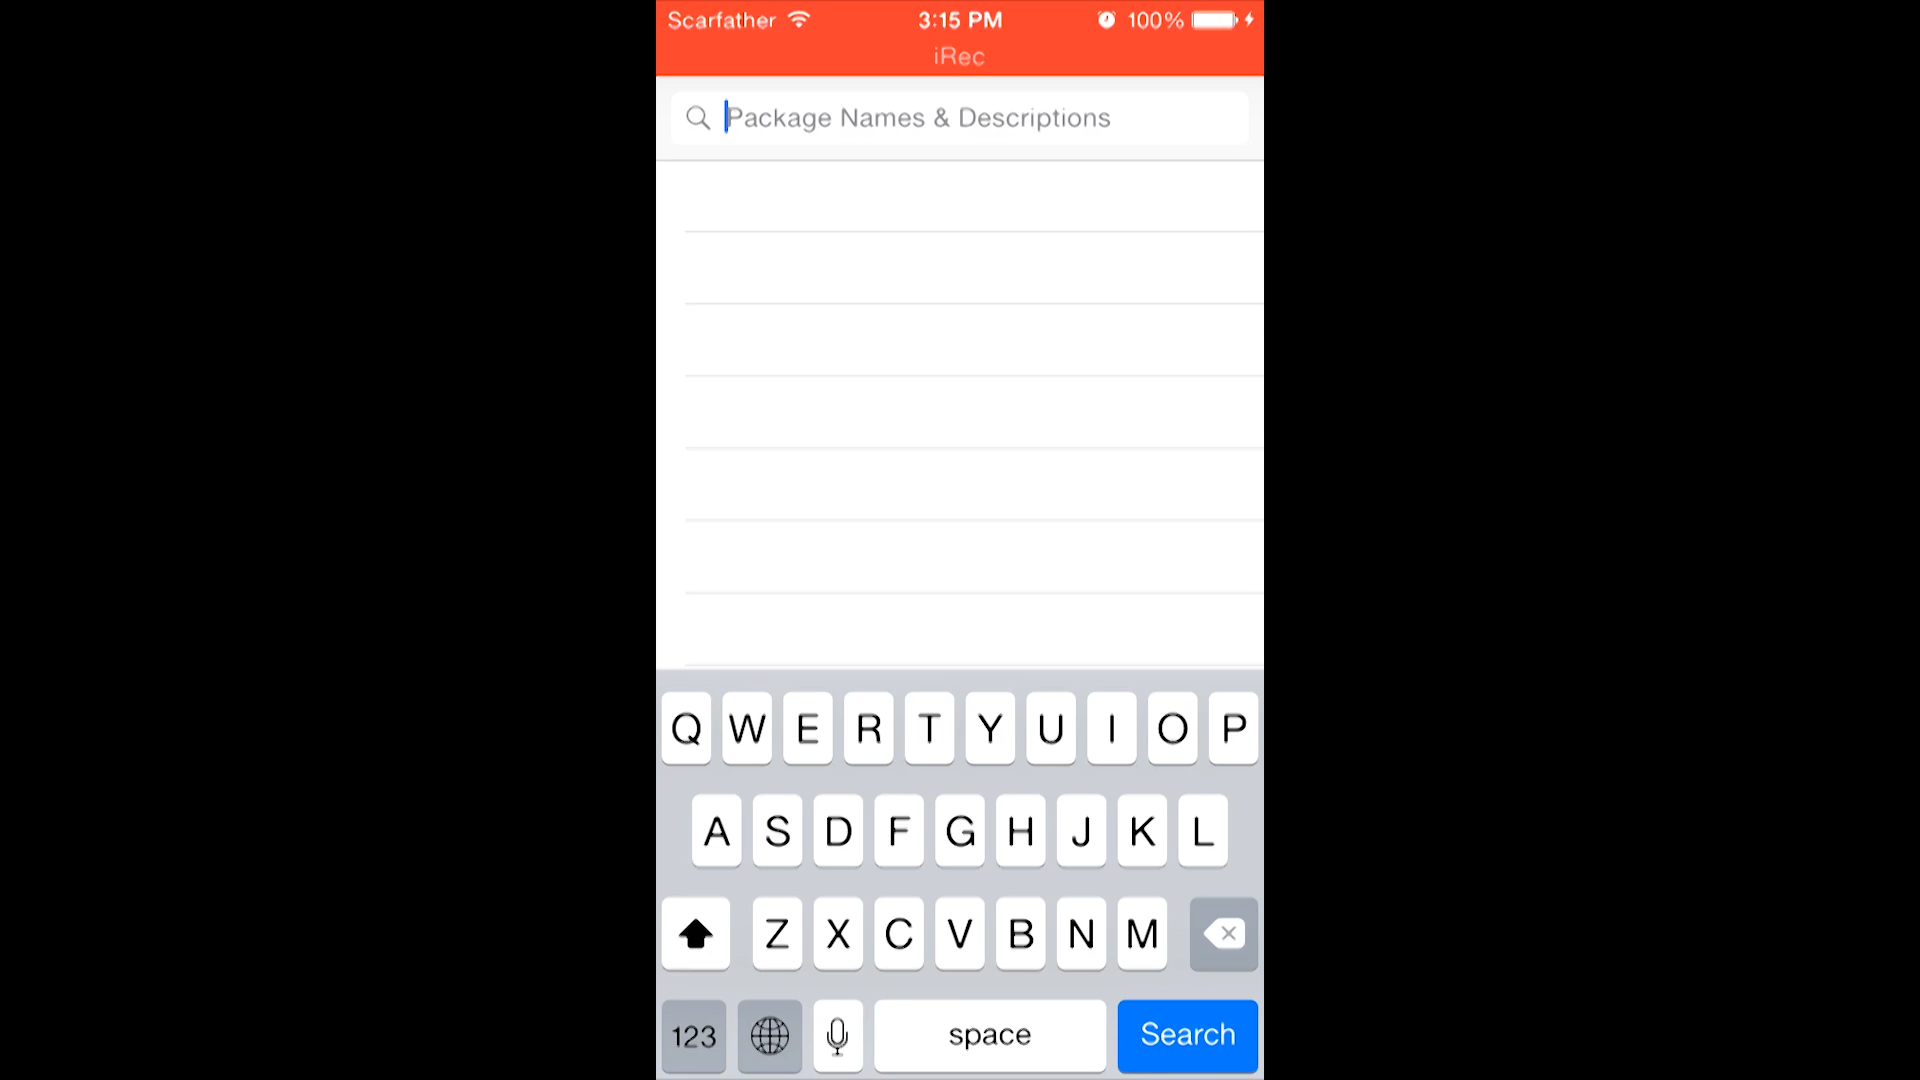 Scarfather 3:15 PM 100%
iRec
Package Names & Descriptions
Q W E R T Y U I O P
A S D F G H J K L
Z X C V B N M
123 space Search